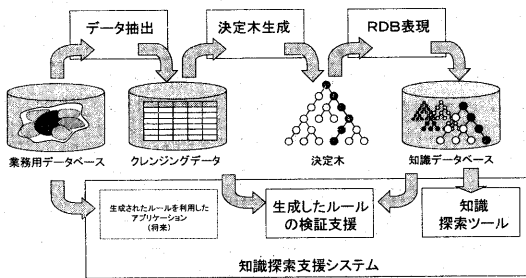 データ抽出
決定木生成
RDB表現
業務用データベース
クレンジングデータ
決定木
知識データベース
生成されたルールを利用した
アプリケーション
(将来)
生成したルール
の検証支援
知識
探索ツール
知識探索支援システム